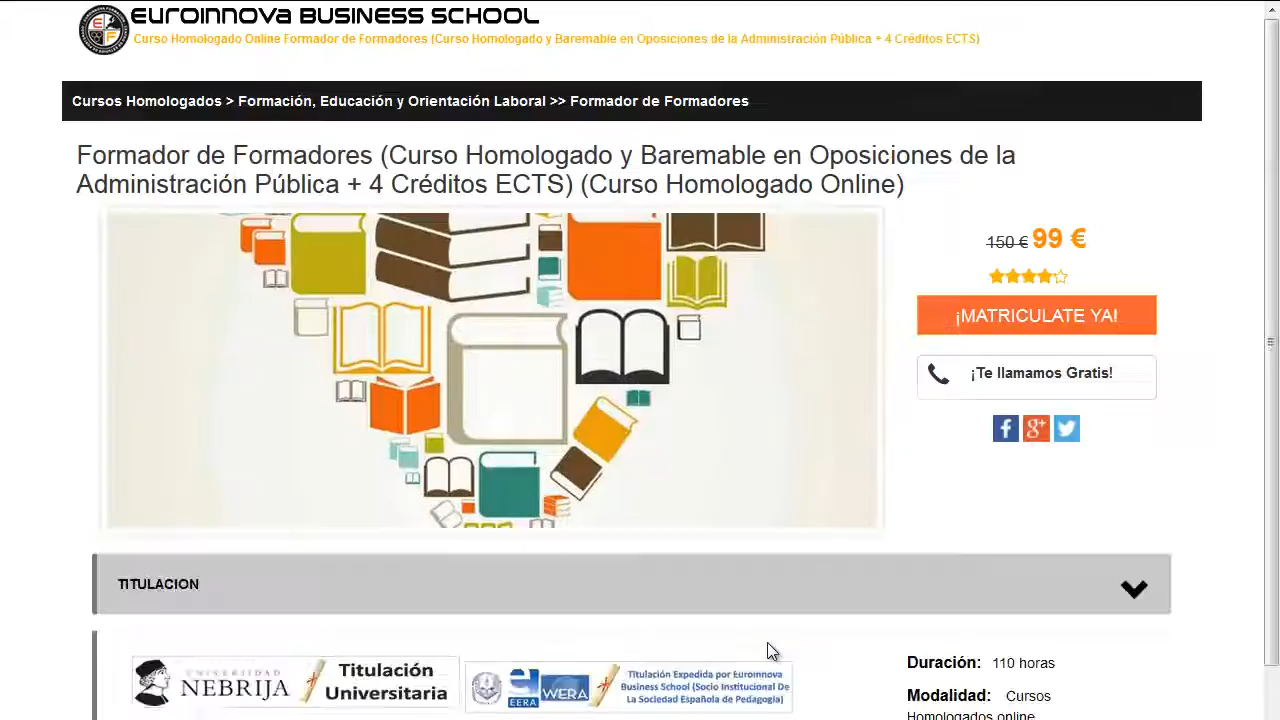 EUROINNOVA BUSINESS SCHOOL
Curso Homologado Online Formador de Formadores (Curso Homologado y Baremable en Oposiciones de la Administración Pública + 4 Créditos ECTS)
Cursos Homologados > Formación, Educación y Orientación Laboral >> Formador de Formadores
Formador de Formadores (Curso Homologado y Baremable en Oposiciones de la
Administración Pública + 4 Créditos ECTS) (Curso Homologado Online)
150 € 99 €
¡MATRICULATE YA!
¡Te llamamos Gratis!
TITULACION
UNIVERSIDAD
NEBRIJA
Titulación
Universitaria
EERA
WERA
Titulación Expedida por Euroinnova
Business School (Socio Institucional De
La Sociedad Española de Pedagogía)
Duración: 110 horas
Modalidad: Cursos
Homologados online